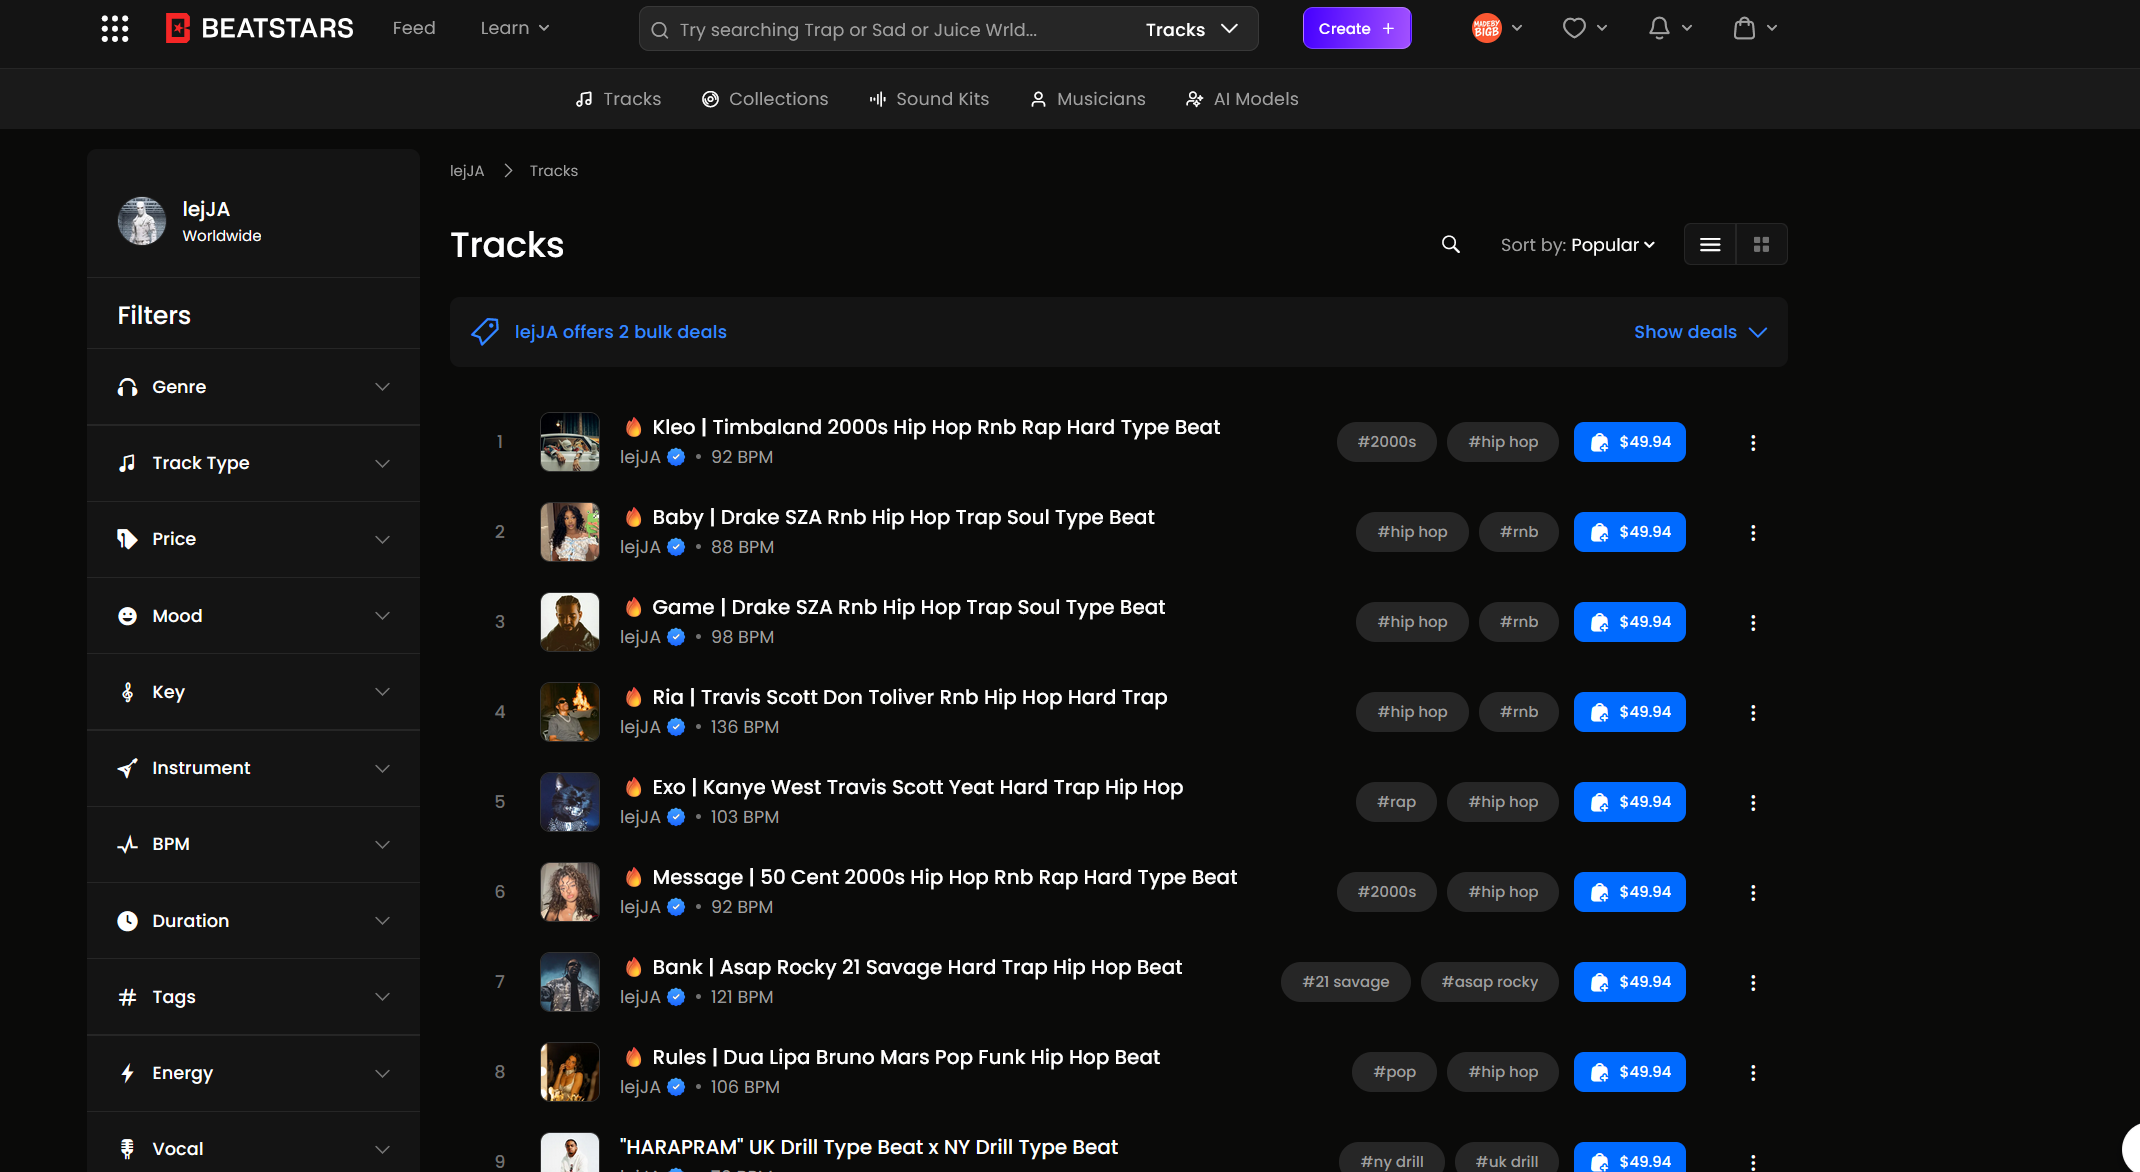 BEATSTARS
Feed
Learn
Try searching Trap or Sad or Juice Wrld...
Tracks
Create +
MADE BY BIGB
Tracks
Collections
Sound Kits
Musicians
AI Models
lejJA
Worldwide
Filters
Genre
Track Type
Price
Mood
Key
Instrument
BPM
Duration
Tags
Energy
Vocal
lejJA > Tracks
Tracks
Sort by: Popular
lejJA offers 2 bulk deals
Show deals
1
🔥 Kleo | Timbaland 2000s Hip Hop Rnb Rap Hard Type Beat
lejJA • 92 BPM
#2000s
#hip hop
$49.94
2
🔥 Baby | Drake SZA Rnb Hip Hop Trap Soul Type Beat
lejJA • 88 BPM
#hip hop
#rnb
$49.94
3
🔥 Game | Drake SZA Rnb Hip Hop Trap Soul Type Beat
lejJA • 98 BPM
#hip hop
#rnb
$49.94
4
🔥 Ria | Travis Scott Don Toliver Rnb Hip Hop Hard Trap
lejJA • 136 BPM
#hip hop
#rnb
$49.94
5
🔥 Exo | Kanye West Travis Scott Yeat Hard Trap Hip Hop
lejJA • 103 BPM
#rap
#hip hop
$49.94
6
🔥 Message | 50 Cent 2000s Hip Hop Rnb Rap Hard Type Beat
lejJA • 92 BPM
#2000s
#hip hop
$49.94
7
🔥 Bank | Asap Rocky 21 Savage Hard Trap Hip Hop Beat
lejJA • 121 BPM
#21 savage
#asap rocky
$49.94
8
🔥 Rules | Dua Lipa Bruno Mars Pop Funk Hip Hop Beat
lejJA • 106 BPM
#pop
#hip hop
$49.94
9
"HARAPRAM" UK Drill Type Beat x NY Drill Type Beat
#ny drill
#uk drill
$49.94